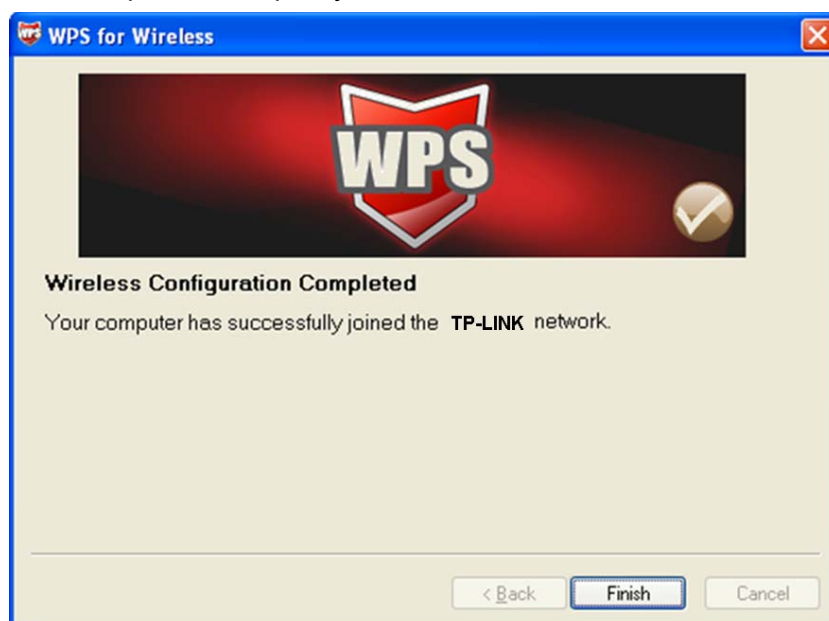 WPS for Wireless
WPS
Wireless Configuration Completed
Your computer has successfully joined the TP-LINK network.
< Back Finish Cancel